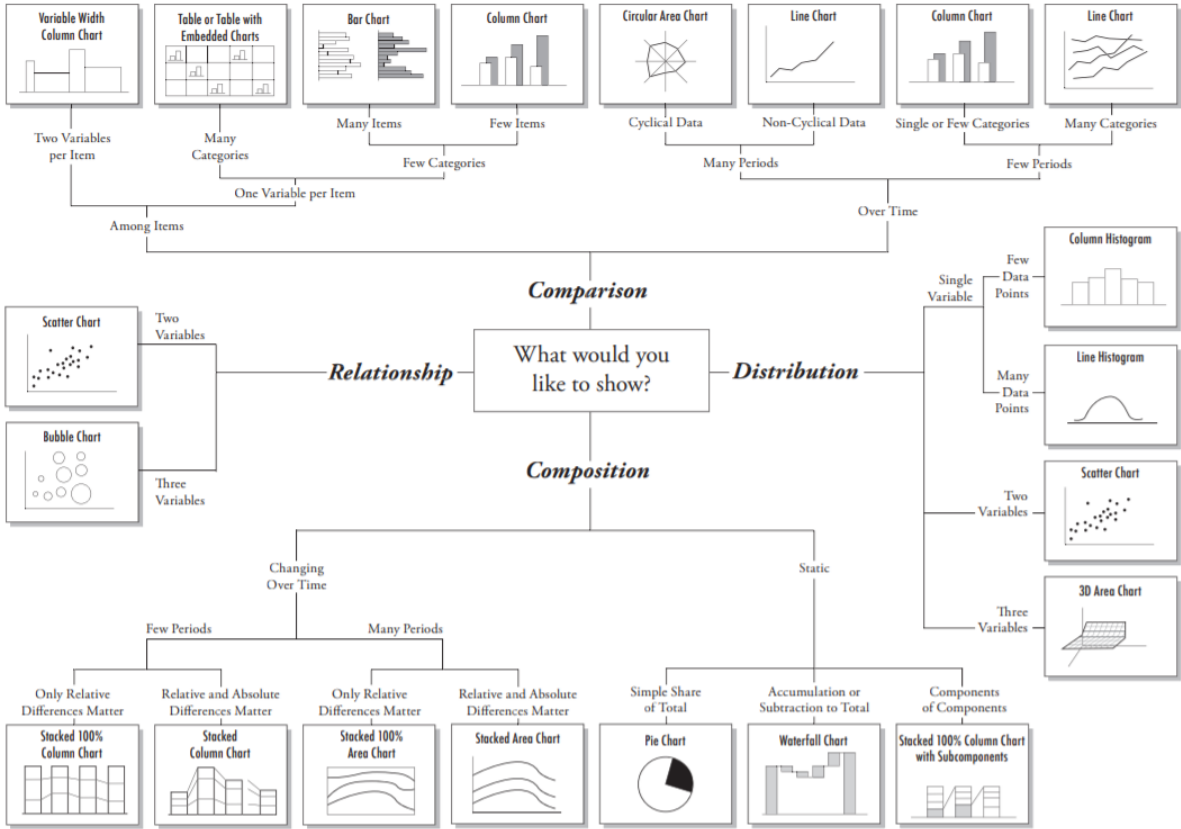 Variable Width
Column Chart
Table or Table with
Embedded Charts
Bar Chart
Column Chart
Circular Area Chart
Line Chart
Column Chart
Line Chart
Two Variables
per Item
Many
Categories
Many Items
Few Items
Cyclical Data
Non-Cyclical Data
Single or Few Categories
Many Categories
Few Categories
Many Periods
Few Periods
One Variable per Item
Among Items
Over Time
Comparison
What would you
like to show?
Relationship
Two
Variables
Scatter Chart
Three
Variables
Bubble Chart
Distribution
Single
Variable
Few
Data
Points
Column Histogram
Many
Data
Points
Line Histogram
Two
Variables
Scatter Chart
Three
Variables
3D Area Chart
Composition
Changing
Over Time
Static
Few Periods
Many Periods
Only Relative
Differences Matter
Relative and Absolute
Differences Matter
Only Relative
Differences Matter
Relative and Absolute
Differences Matter
Simple Share
of Total
Accumulation or
Subtraction to Total
Components
of Components
Stacked 100%
Column Chart
Stacked
Column Chart
Stacked 100%
Area Chart
Stacked Area Chart
Pie Chart
Waterfall Chart
Stacked 100% Column Chart
with Subcomponents